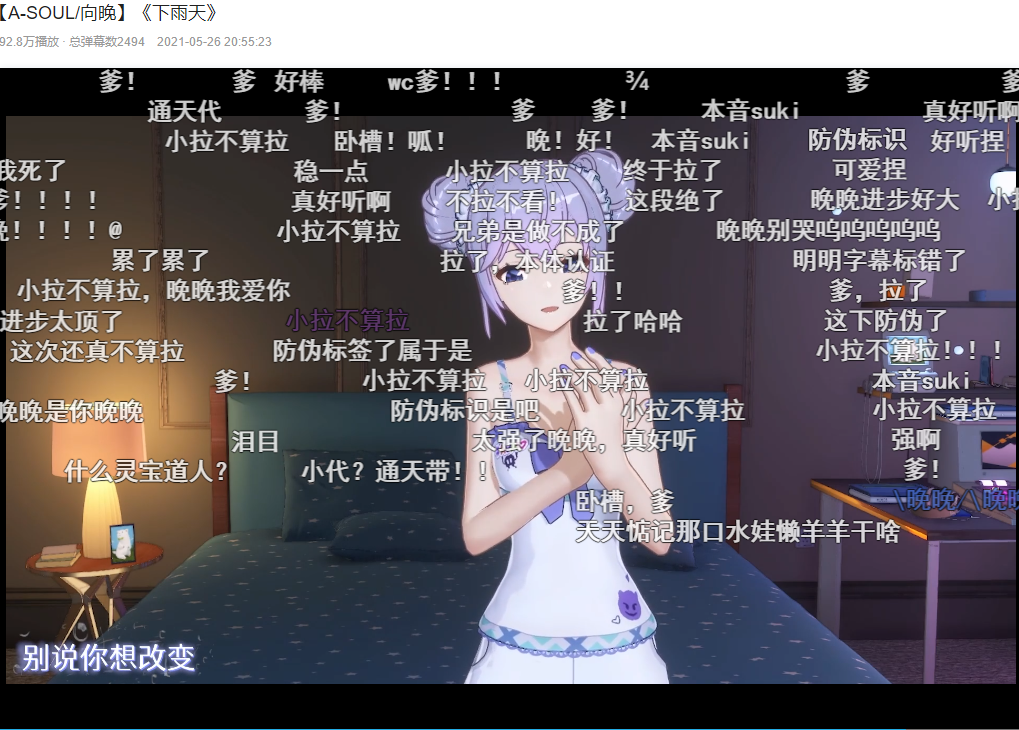 【A-SOUL/向晚】《下雨天》
92.8万播放 · 总弹幕数2494 2021-05-26 20:55:23
爹！ 爹 好棒 wc爹！！！ ¾ 爹 爹
通天代 爹！ 爹 爹！ 本音suki 真好听啊
小拉不算拉 卧槽！呱！ 晚！好！ 本音suki 防伪标识 好听捏
我死了 稳一点 小拉不算拉 终于拉了 可爱捏
爹！！！！ 真好听啊 不拉不看！ 这段绝了 晚晚进步好大 小拉
晚！！！！@ 小拉不算拉 兄弟是做不成了 晚晚别哭呜呜呜呜呜
累了累了 拉了，本体认证 明明字幕标错了
小拉不算拉，晚晚我爱你 爹！！ 爹，拉了
进步太顶了 小拉不算拉 拉了哈哈 这下防伪了
这次还真不算拉 防伪标签了属于是 小拉不算拉！！！
爹！ 小拉不算拉 小拉不算拉 本音suki
晚晚是你晚晚 防伪标识是吧 小拉不算拉 小拉不算拉
泪目 太强了晚晚，真好听 强啊
什么灵宝道人？ 小代？通天带！！ 爹！
卧槽，爹 \晚晚/\晚晚
天天惦记那口水娃懒羊羊干啥
别说你想改变